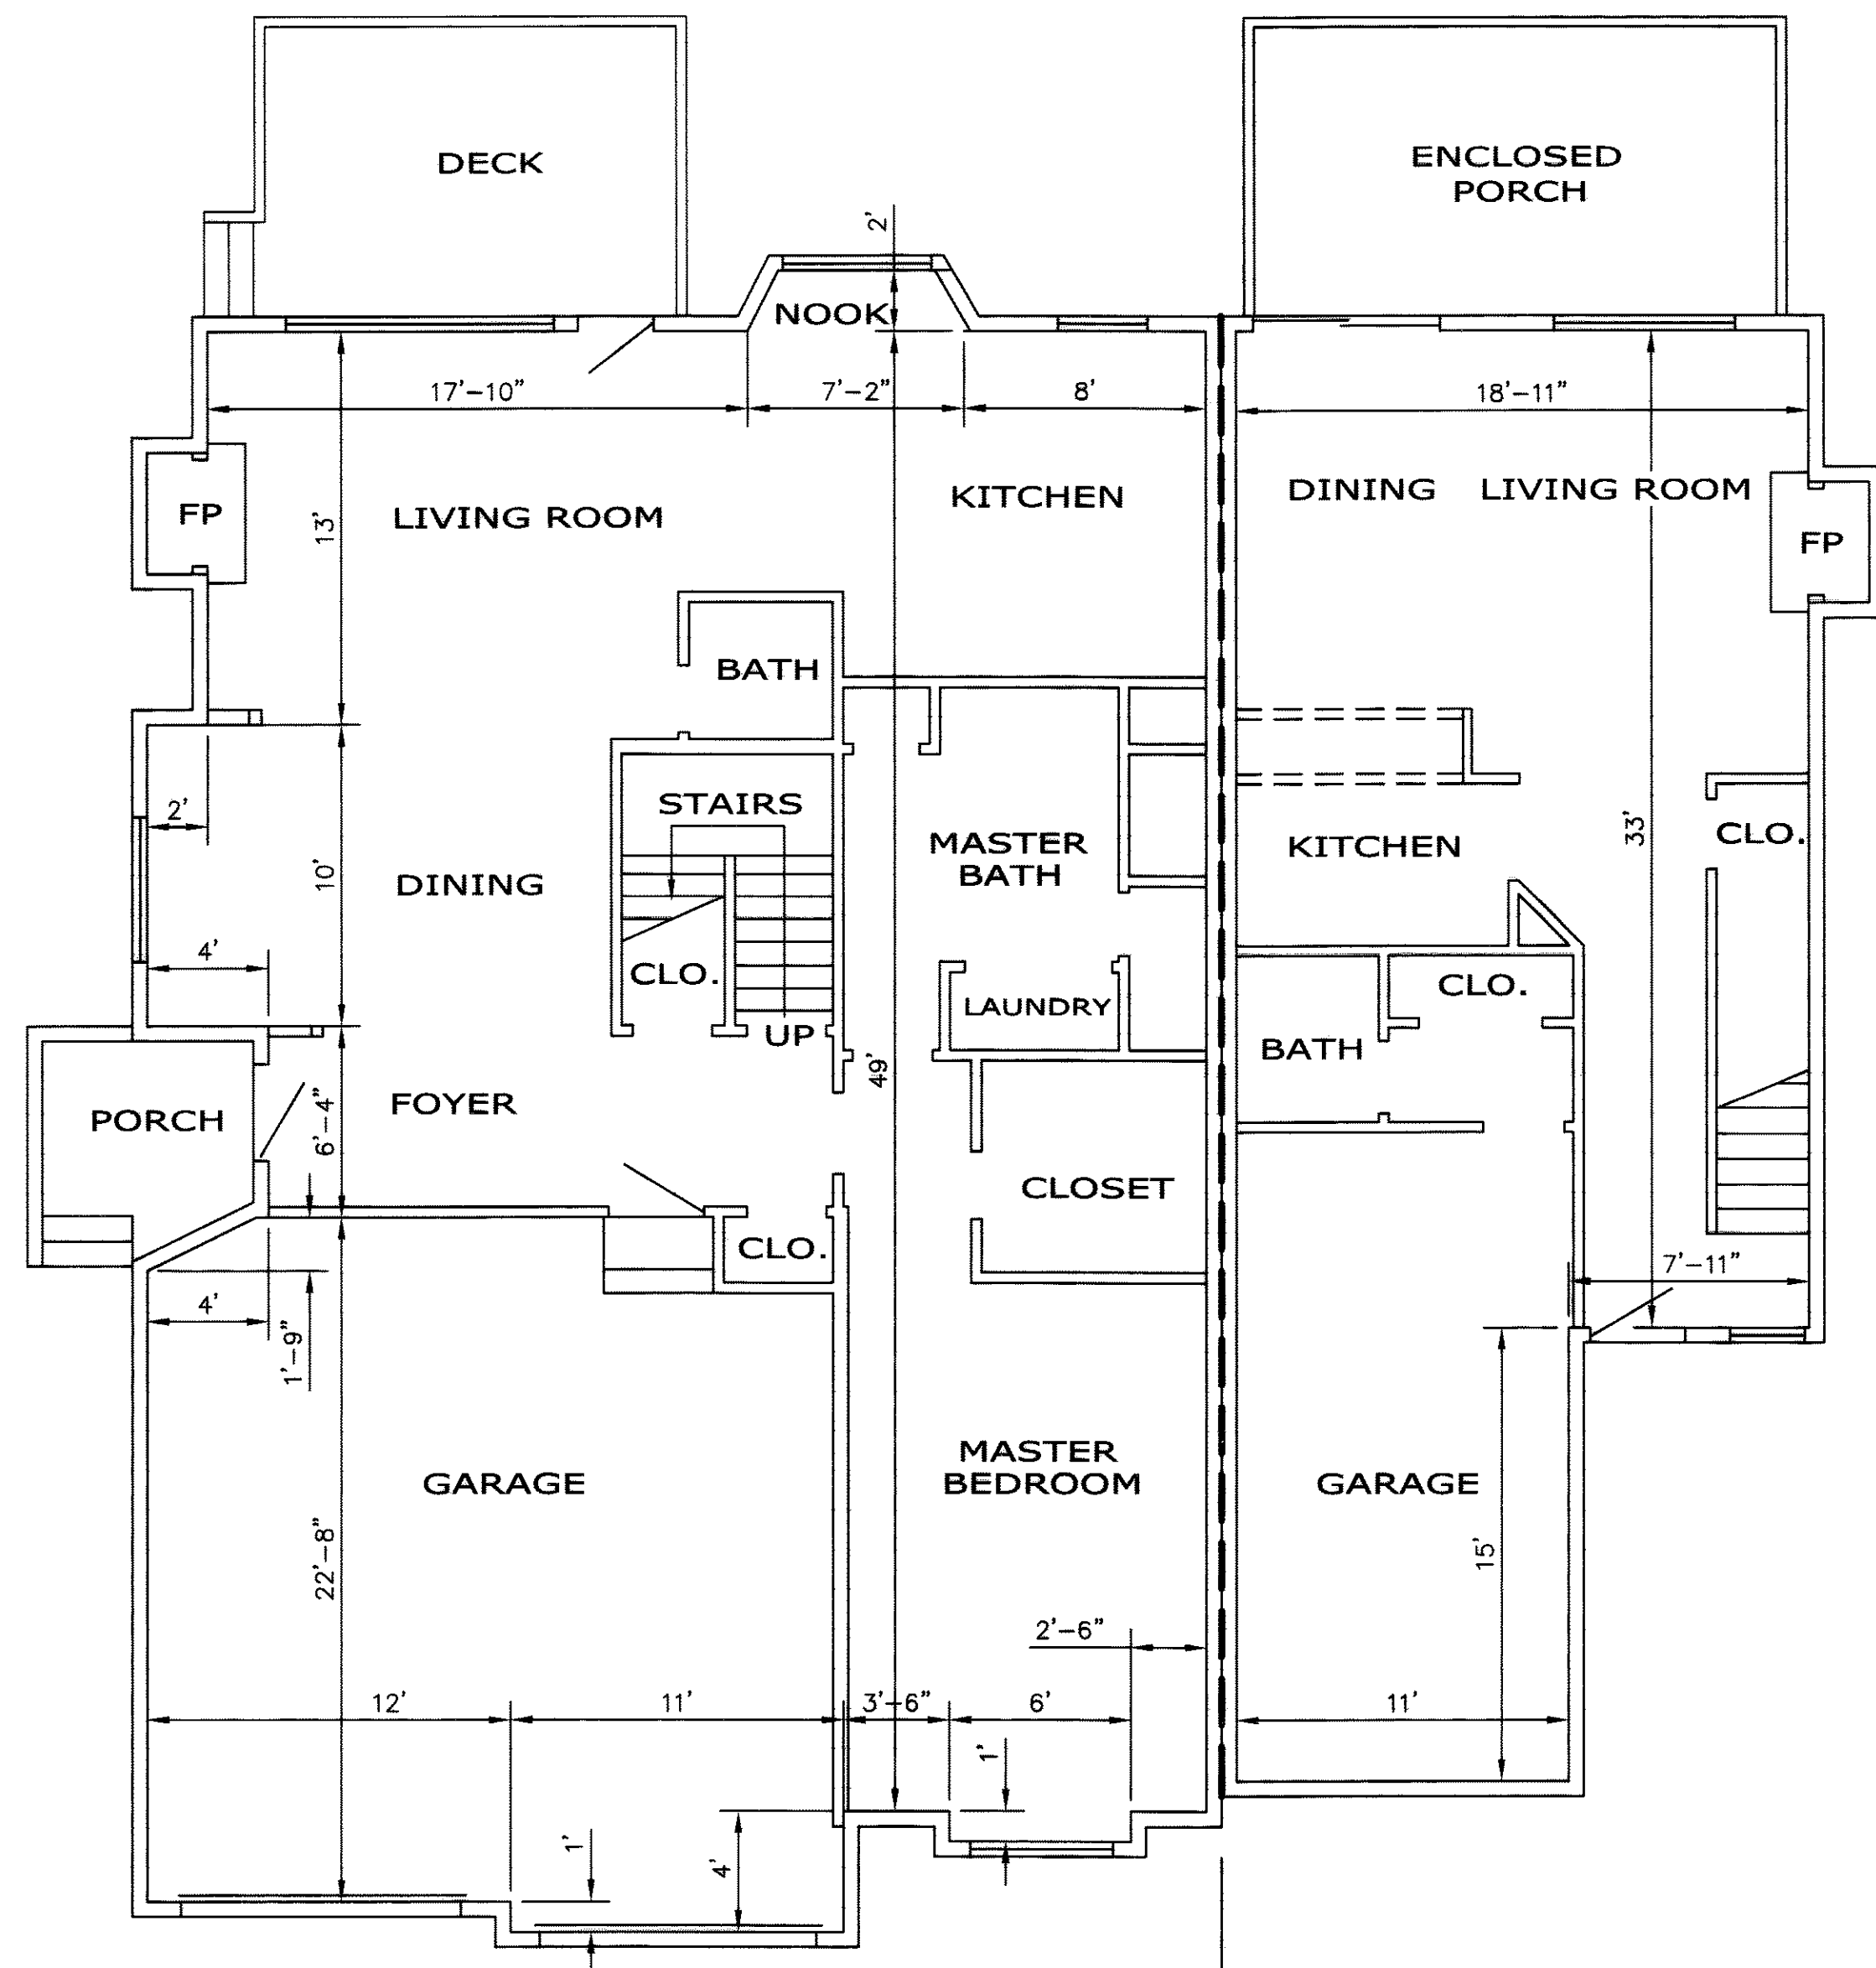 DECK
ENCLOSED
PORCH
2'
NOOK
17'-10"
7'-2"
8'
18'-11"
FP
LIVING ROOM
13'
KITCHEN
DINING
LIVING ROOM
FP
BATH
2'
STAIRS
MASTER
BATH
KITCHEN
33'
CLO.
10'
DINING
4'
CLO.
LAUNDRY
CLO.
UP
BATH
49'
PORCH
FOYER
6'-4"
CLOSET
CLO.
7'-11"
4'
1'-9"
GARAGE
MASTER
BEDROOM
GARAGE
22'-8"
15'
2'-6"
12'
11'
3'-6"
6'
11'
1'
1'
4'